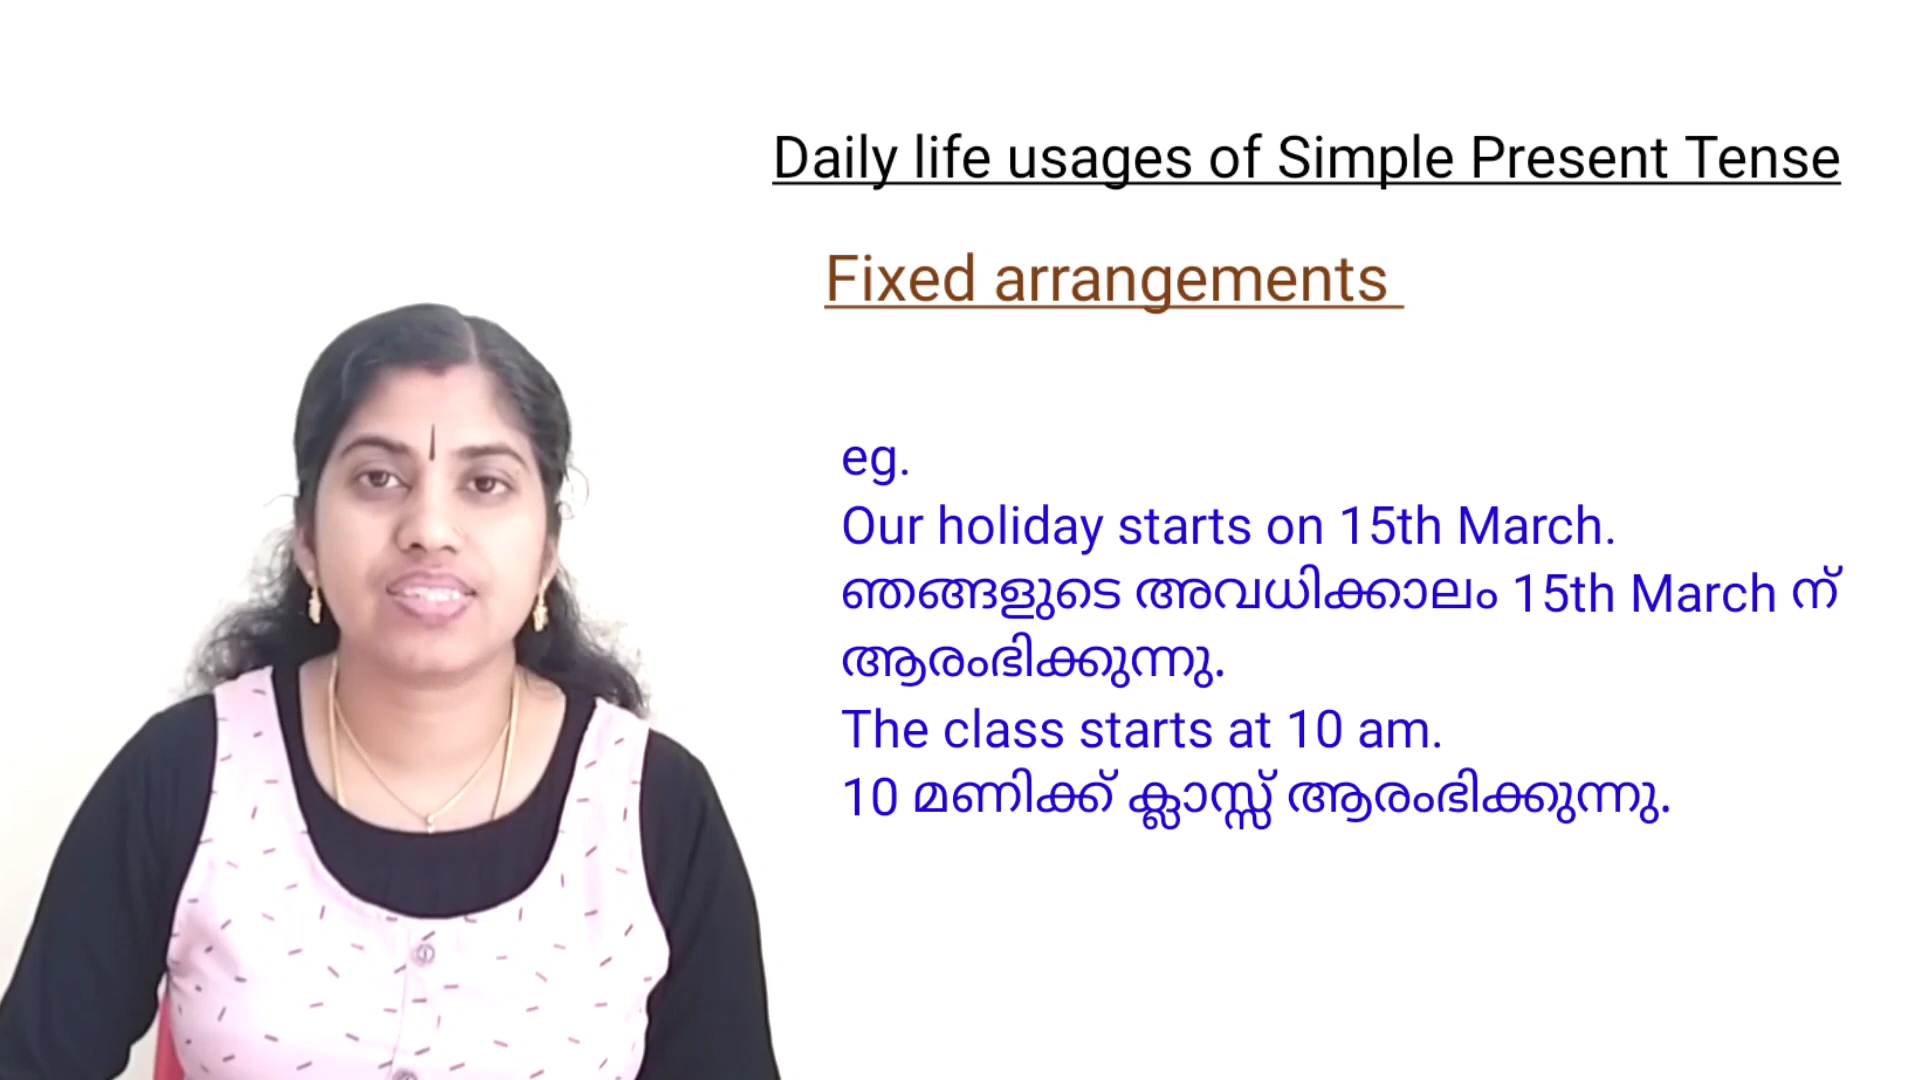 Daily life usages of Simple Present Tense
Fixed arrangements
eg.
Our holiday starts on 15th March.
ഞങ്ങളുടെ അവധിക്കാലം 15th March ന്
ആരംഭിക്കുന്നു.
The class starts at 10 am.
10 മണിക്ക് ക്ലാസ്സ് ആരംഭിക്കുന്നു.